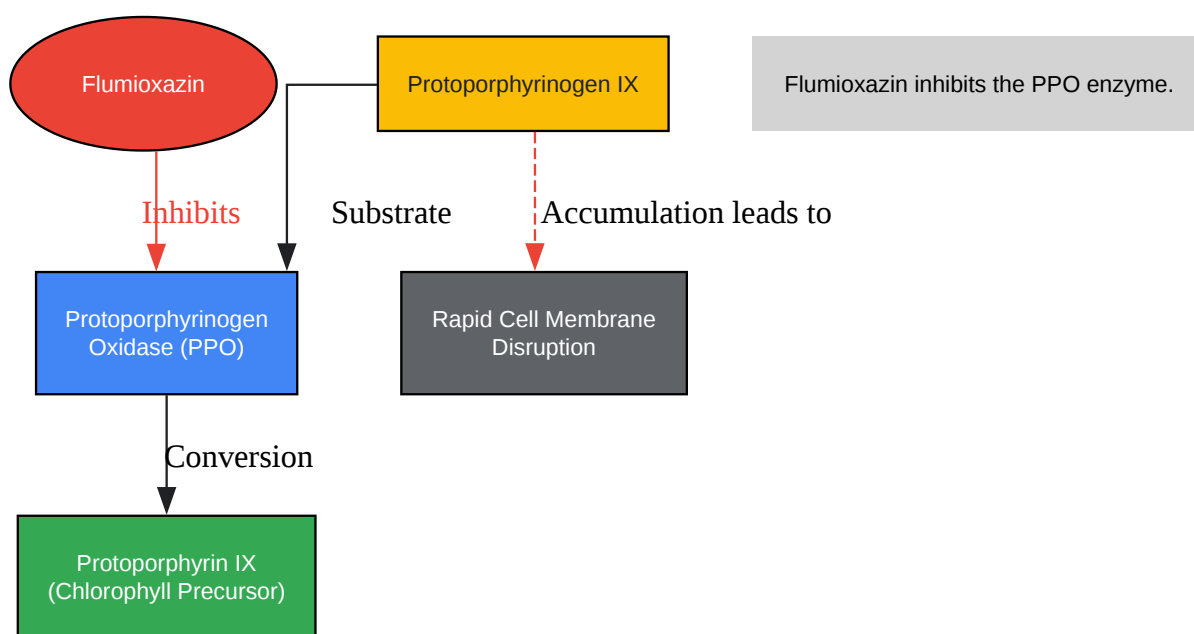 Flumioxazin
Protoporphyrinogen IX
Flumioxazin inhibits the PPO enzyme.
Inhibits
Substrate
Accumulation leads to
Protoporphyrinogen
Oxidase (PPO)
Rapid Cell Membrane
Disruption
Conversion
Protoporphyrin IX
(Chlorophyll Precursor)